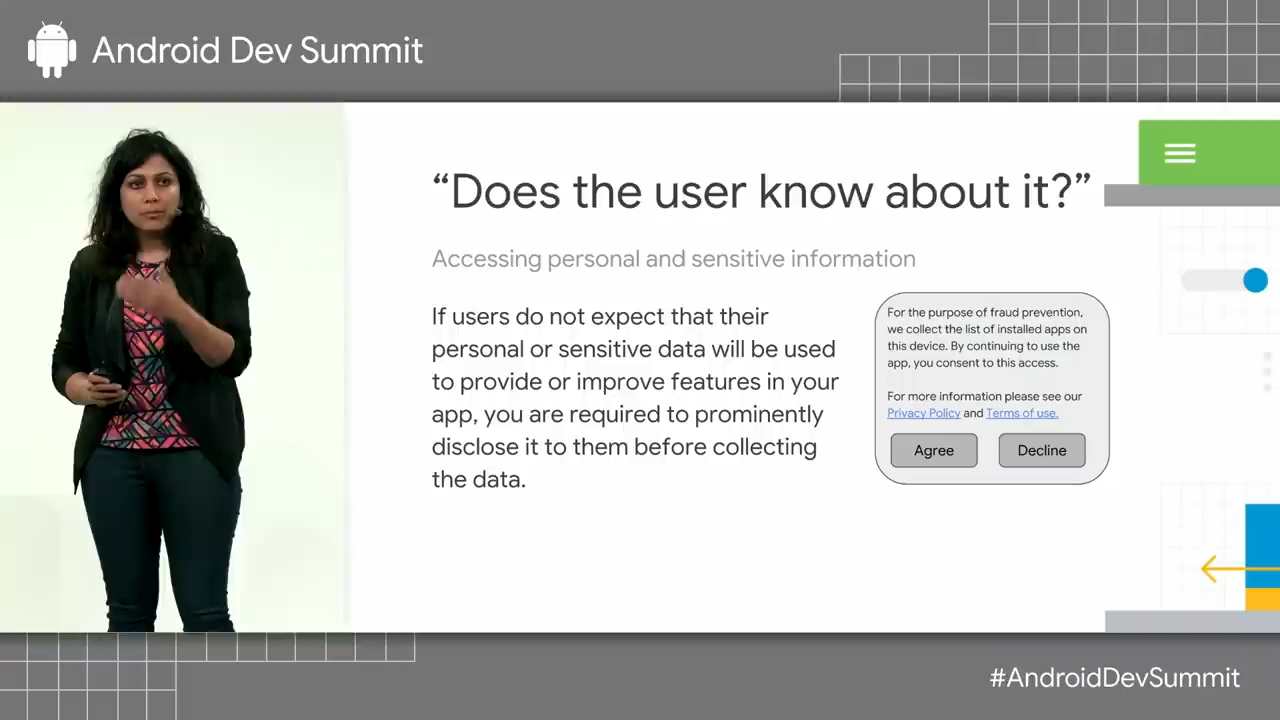 Android Dev Summit
“Does the user know about it?”
Accessing personal and sensitive information
If users do not expect that their
personal or sensitive data will be used
to provide or improve features in your
app, you are required to prominently
disclose it to them before collecting
the data.
For the purpose of fraud prevention,
we collect the list of installed apps on
this device. By continuing to use the
app, you consent to this access.
For more information please see our
Privacy Policy and Terms of use.
Agree Decline
#AndroidDevSummit